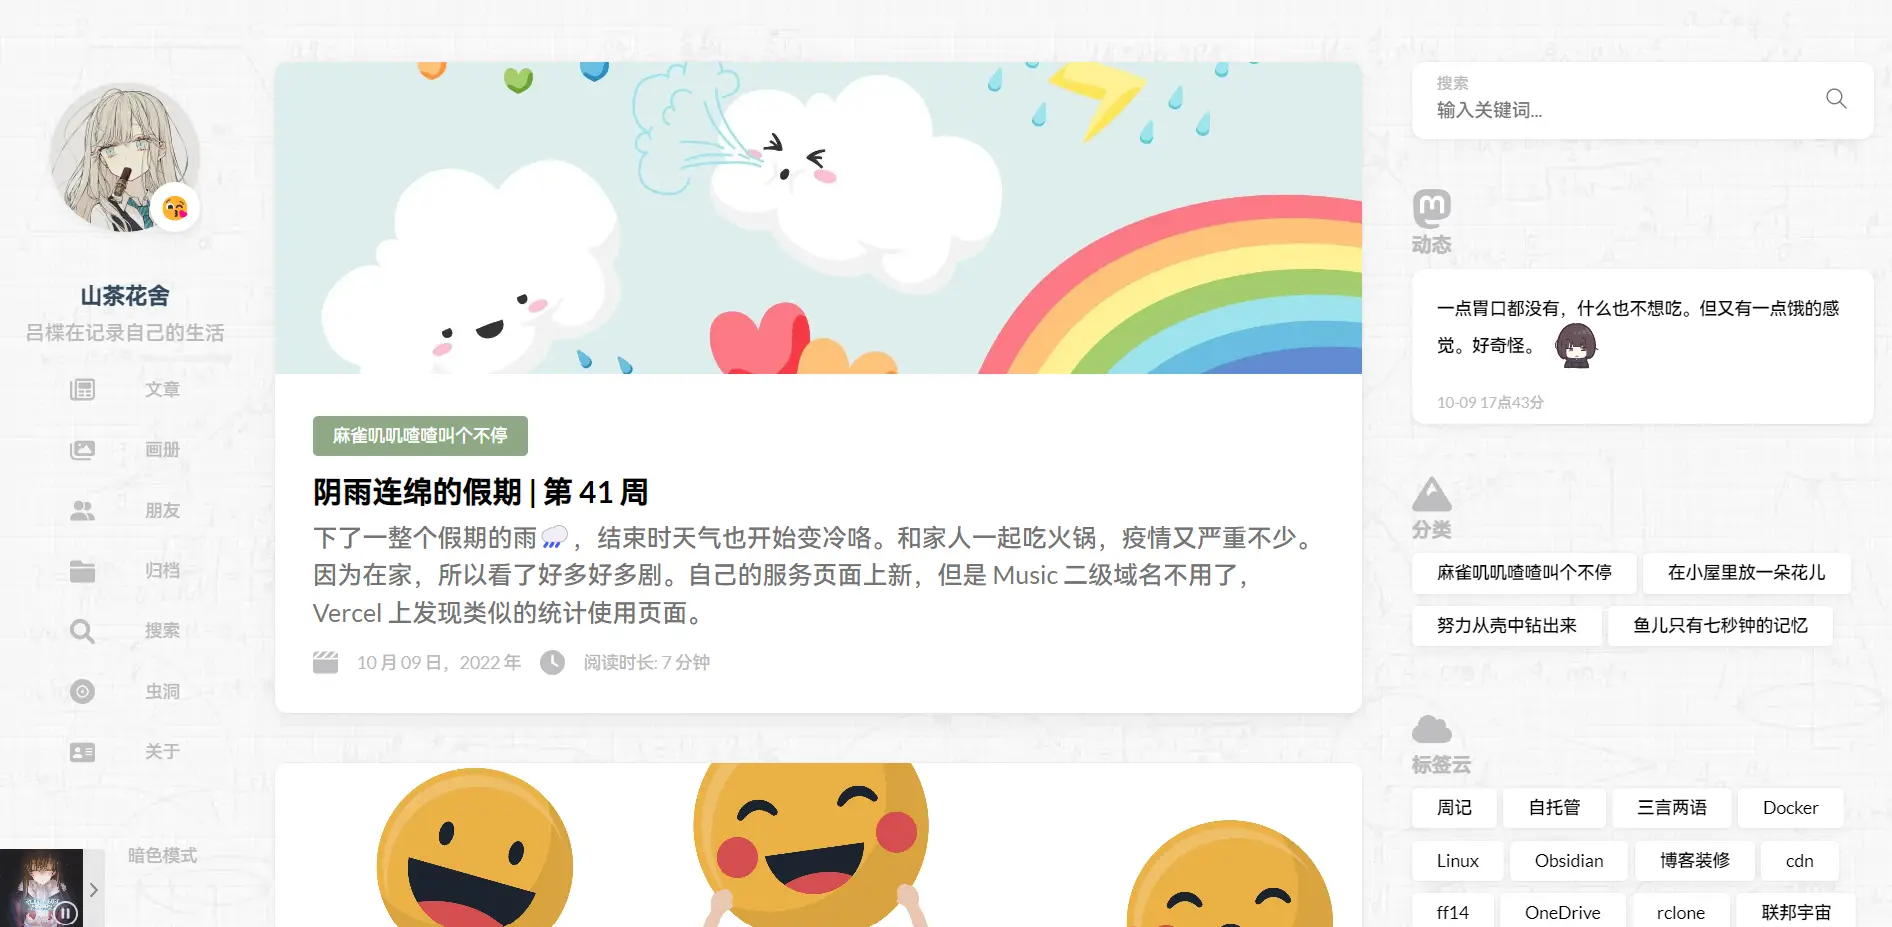 山茶花舍
吕楪在记录自己的生活
文章
画册
朋友
归档
搜索
虫洞
关于
暗色模式
麻雀叽叽喳喳叫个不停
阴雨连绵的假期 | 第 41 周
下了一整个假期的雨🌧，结束时天气也开始变冷咯。和家人一起吃火锅，疫情又严重不少。
因为在家，所以看了好多好多剧。自己的服务页面上新，但是 Music 二级域名不用了，
Vercel 上发现类似的统计使用页面。
10 月 09 日，2022 年 阅读时长: 7 分钟
搜索
输入关键词...
动态
一点胃口都没有，什么也不想吃。但又有一点饿的感
觉。好奇怪。
10-09 17点43分
分类
麻雀叽叽喳喳叫个不停 在小屋里放一朵花儿
努力从壳中钻出来 鱼儿只有七秒钟的记忆
标签云
周记 自托管 三言两语 Docker
Linux Obsidian 博客装修 cdn
ff14 OneDrive rclone 联邦宇宙